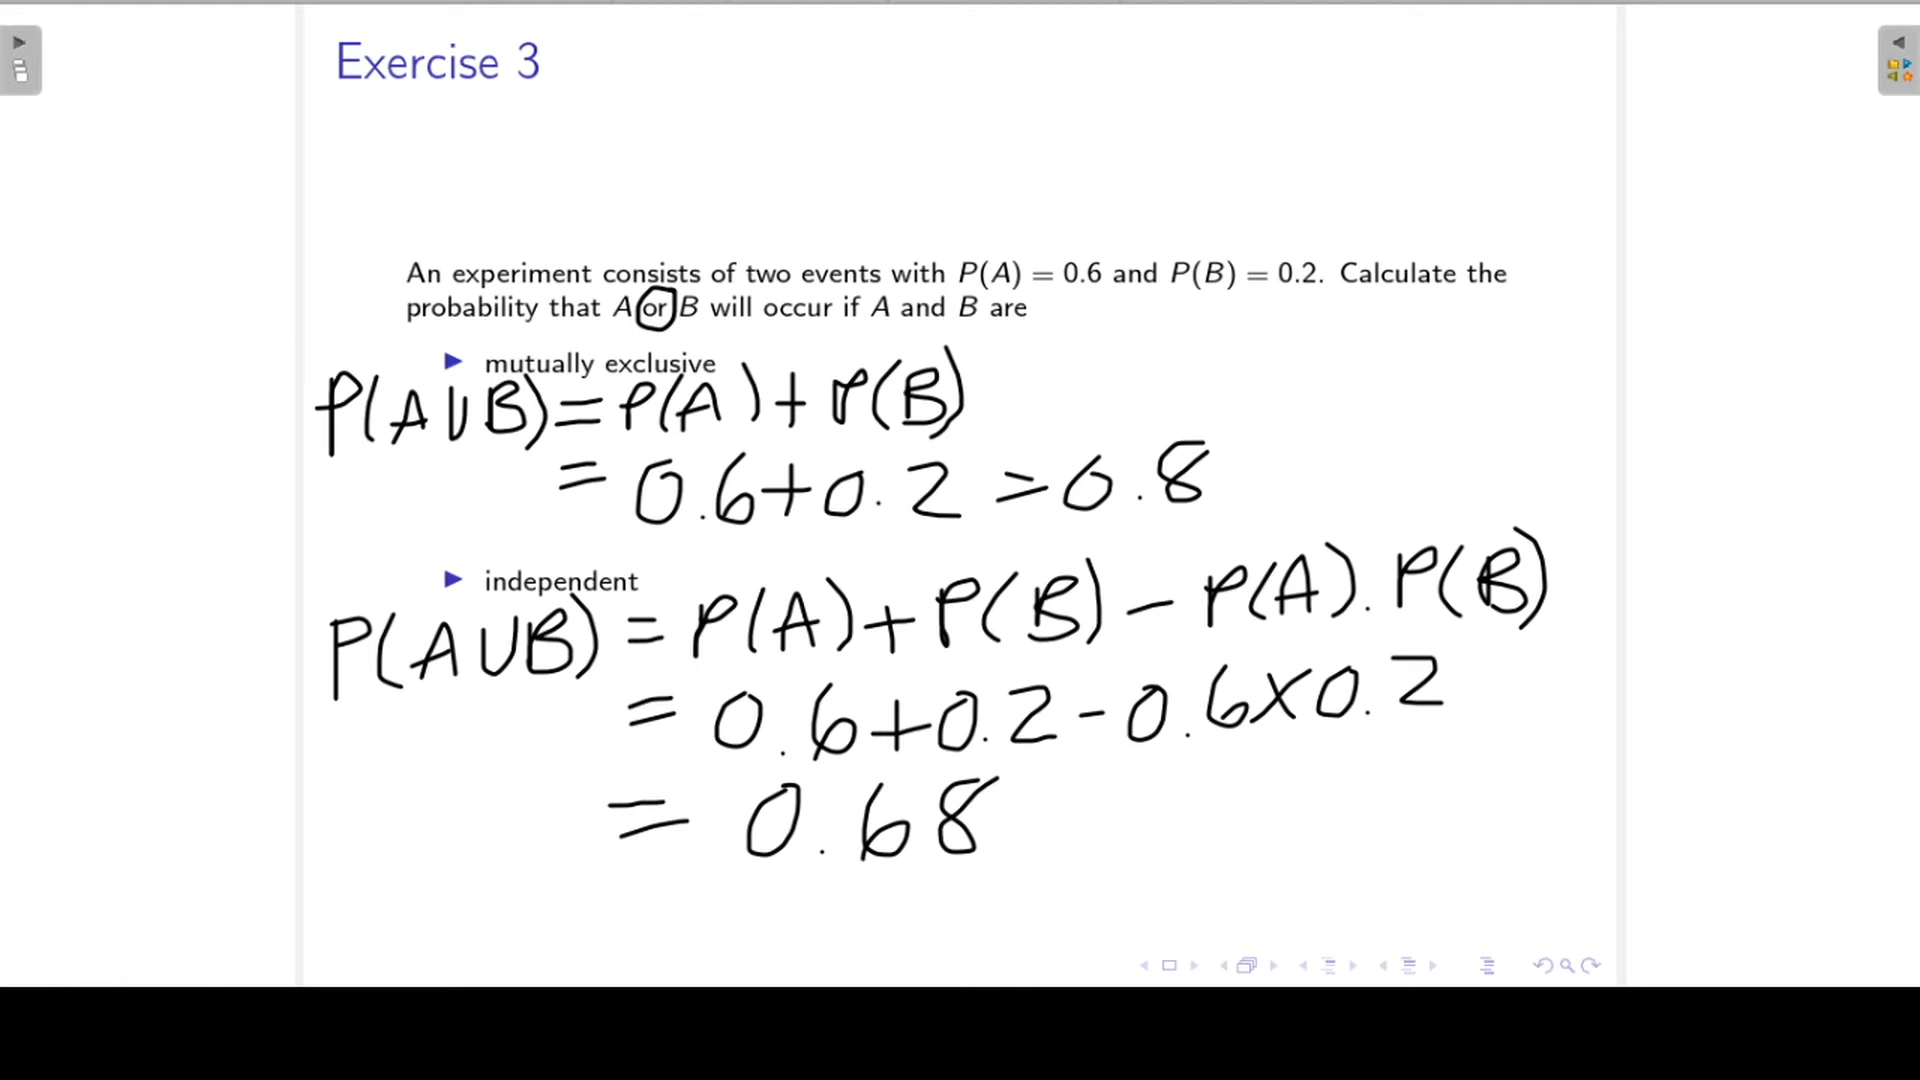 Exercise 3
An experiment consists of two events with P(A) = 0.6 and P(B) = 0.2. Calculate the
probability that A or B will occur if A and B are
▶ mutually exclusive
P(A∪B)=P(A)+P(B)
= 0.6+0.2 = 0.8
▶ independent
P(A∪B) = P(A)+P(B) - P(A).P(B)
= 0.6+0.2-0.6×0.2
= 0.68